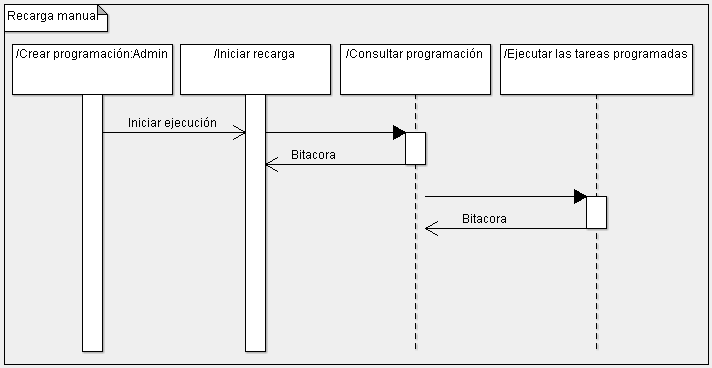 Recarga manual
/Crear programación:Admin
/Iniciar recarga
/Consultar programación
/Ejecutar las tareas programadas
Iniciar ejecución
Bitacora
Bitacora